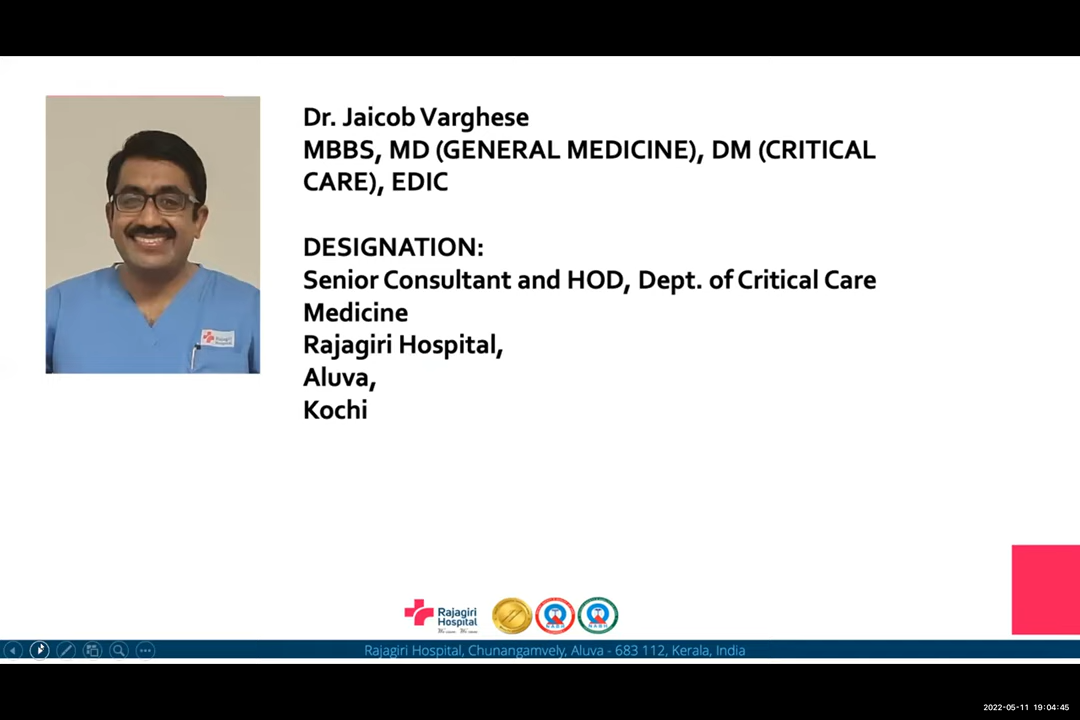 Dr. Jaicob Varghese
MBBS, MD (GENERAL MEDICINE), DM (CRITICAL
CARE), EDIC
DESIGNATION:
Senior Consultant and HOD, Dept. of Critical Care
Medicine
Rajagiri Hospital,
Aluva,
Kochi
Rajagiri
Hospital
Rajagiri Hospital, Chunangamvely, Aluva - 683 112, Kerala, India
2022-05-11 19:04:45